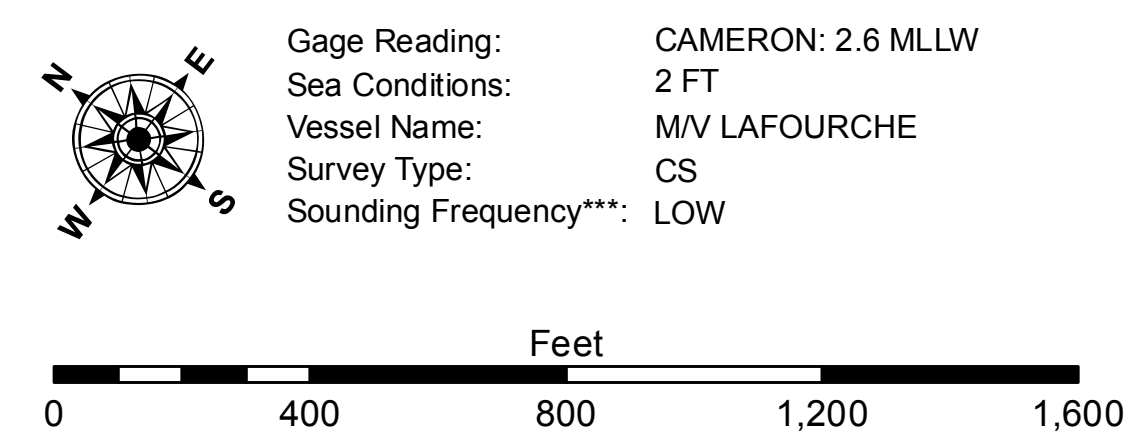 N E
W S
Gage Reading: CAMERON: 2.6 MLLW
Sea Conditions: 2 FT
Vessel Name: M/V LAFOURCHE
Survey Type: CS
Sounding Frequency***: LOW
Feet
0 400 800 1,200 1,600